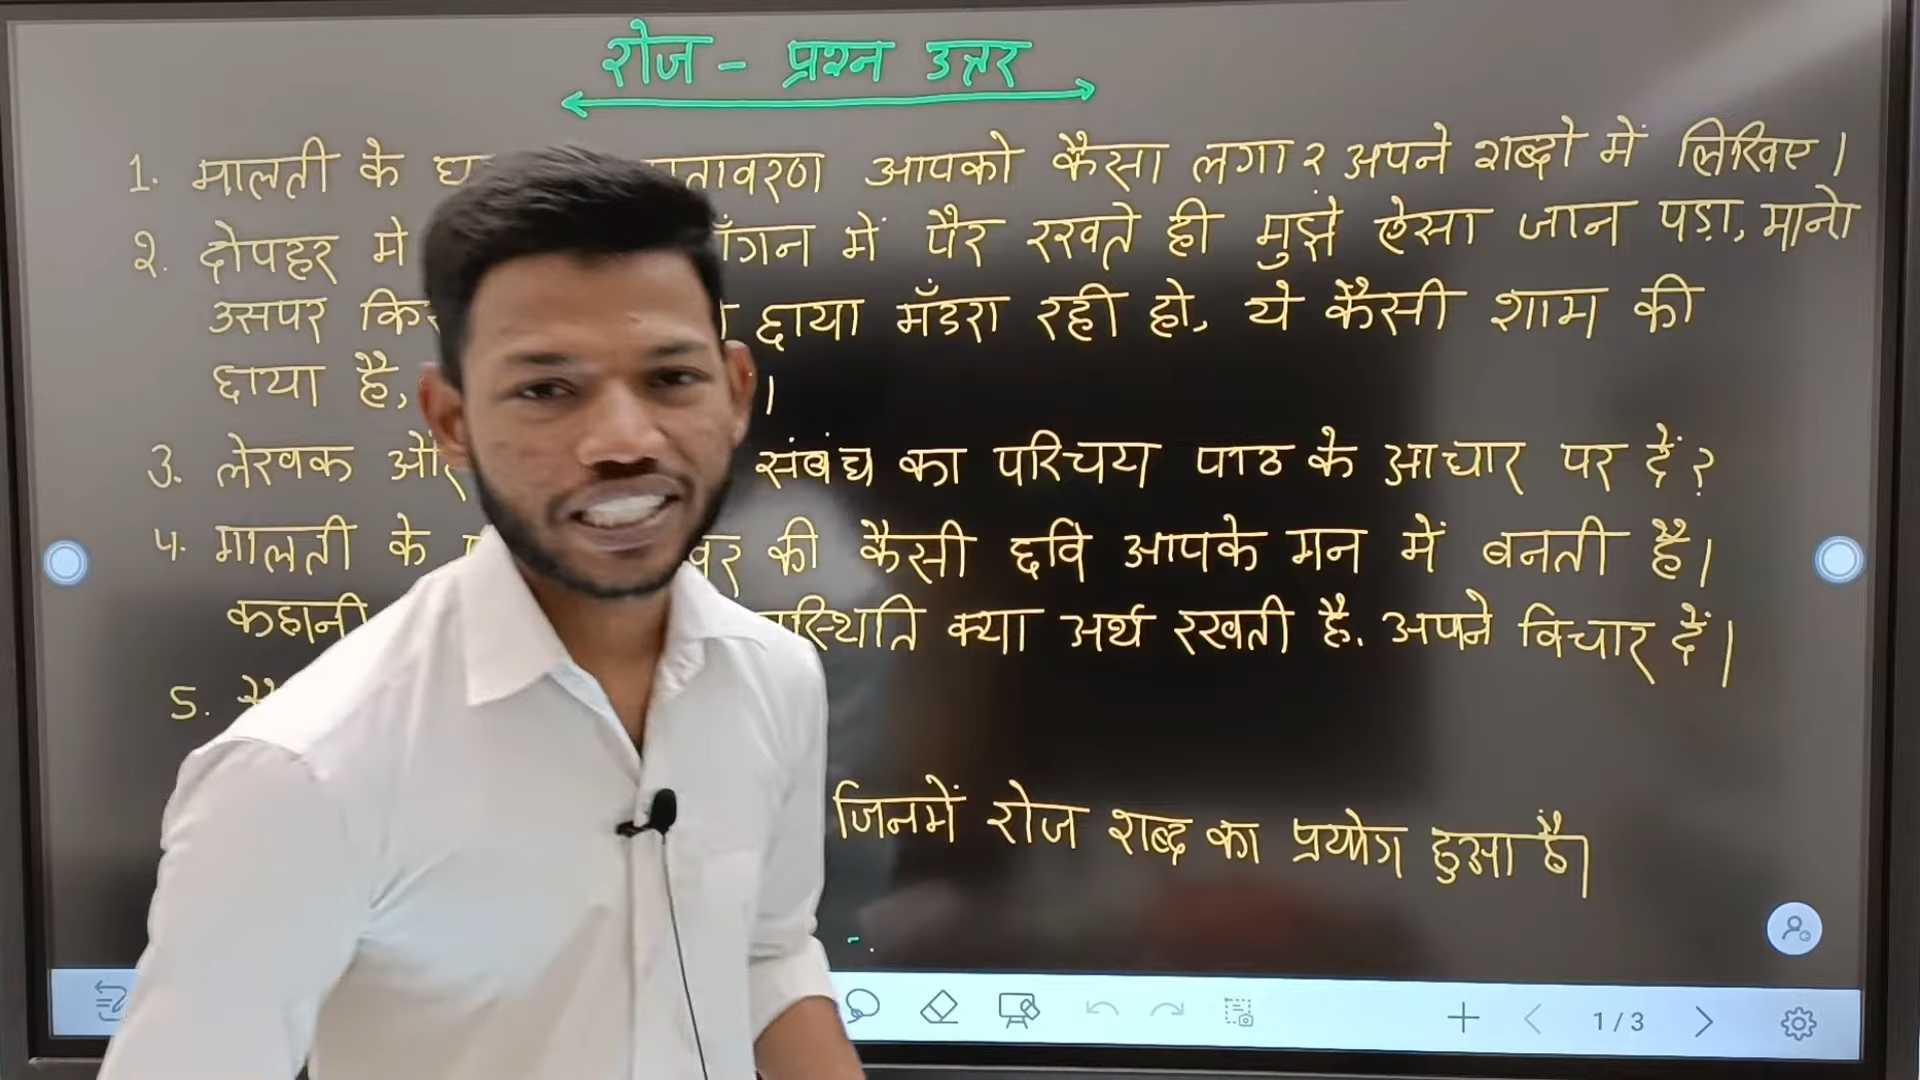 रोज - प्रश्न उत्तर
1. मालती के वातावरण आपको कैसा लगा ? अपने शब्दो में लिखिए।
2. दोपहर मे में पैर रखते ही मुझे ऐसा जान पड़ा, मानो
उसपर छाया मँडरा रही हो, ये कैसी शाम की
छाया है, ।
3. लेखक और संबंध का परिचय पाठ के आधार पर दें ?
4. मालती के की कैसी छवि आपके मन में बनती है।
कहानी क्या अर्थ रखती है. अपने विचार दें।
5.
जिनमें रोज शब्द का प्रयोग हुआ है।
1/3